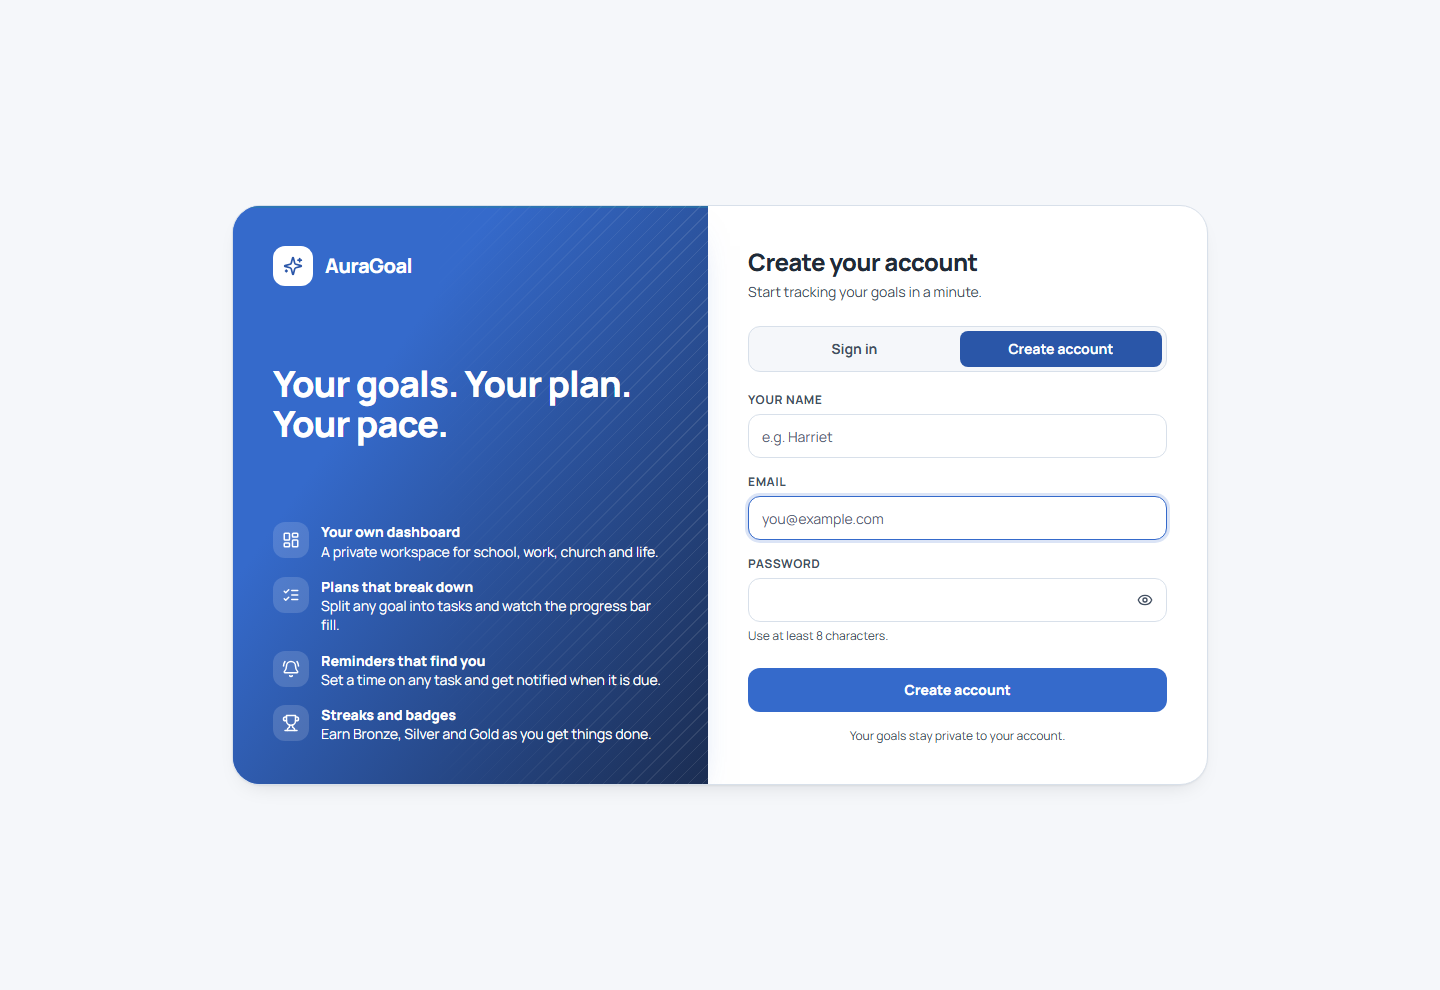 AuraGoal
Your goals. Your plan.
Your pace.
Your own dashboard
A private workspace for school, work, church and life.
Plans that break down
Split any goal into tasks and watch the progress bar
fill.
Reminders that find you
Set a time on any task and get notified when it is due.
Streaks and badges
Earn Bronze, Silver and Gold as you get things done.
Create your account
Start tracking your goals in a minute.
Sign in
Create account
YOUR NAME
e.g. Harriet
EMAIL
you@example.com
PASSWORD
Use at least 8 characters.
Create account
Your goals stay private to your account.